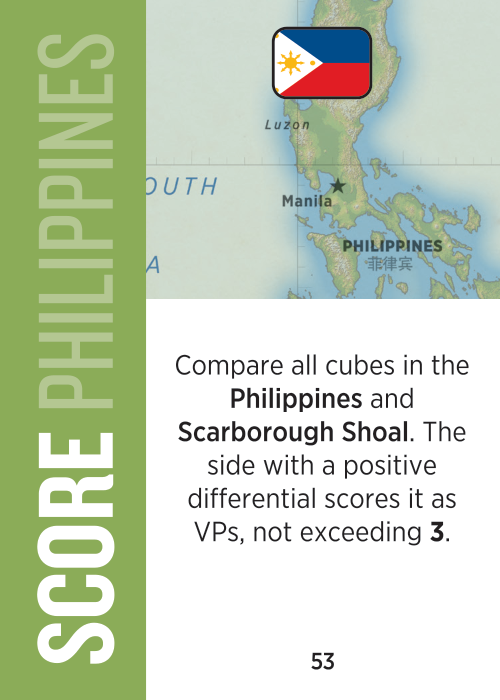 SCORE PHILIPPINES
Luzon
OUTH
Manila
PHILIPPINES
菲律宾
A
Compare all cubes in the
Philippines and
Scarborough Shoal. The
side with a positive
differential scores it as
VPs, not exceeding 3.
53